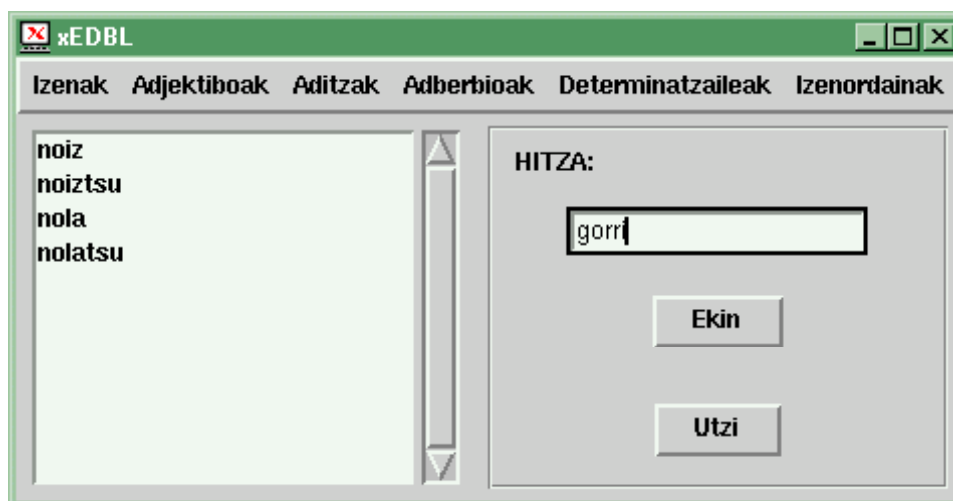 xEDBL
Izenak Adjektiboak Aditzak Adberbioak Determinatzaileak Izenordainak
noiz
noiztsu
nola
nolatsu
HITZA:
gorri
Ekin
Utzi